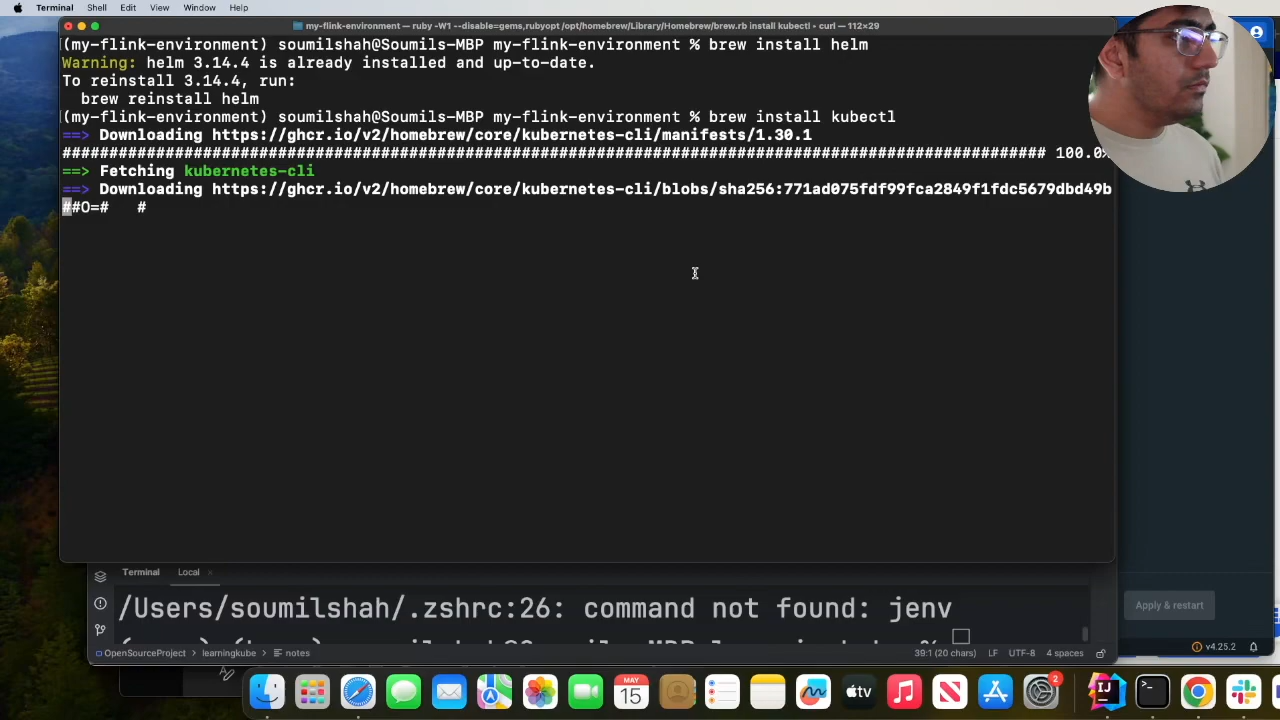 Terminal Shell Edit View Window Help
my-flink-environment — ruby -W1 --disable=gems,rubyopt /opt/homebrew/Library/Homebrew/brew.rb install kubectl • curl — 112×29
(my-flink-environment) soumilshah@Soumils-MBP my-flink-environment % brew install helm
Warning: helm 3.14.4 is already installed and up-to-date.
To reinstall 3.14.4, run:
brew reinstall helm
(my-flink-environment) soumilshah@Soumils-MBP my-flink-environment % brew install kubectl
==> Downloading https://ghcr.io/v2/homebrew/core/kubernetes-cli/manifests/1.30.1
######################################################################################################### 100.0%
==> Fetching kubernetes-cli
==> Downloading https://ghcr.io/v2/homebrew/core/kubernetes-cli/blobs/sha256:771ad075fdf99fca2849f1fdc5679dbd49b
##O=# #
Terminal Local
/Users/soumilshah/.zshrc:26: command not found: jenv
Apply & restart
OpenSourceProject > learningkube > notes 39:1 (20 chars) LF UTF-8 4 spaces
v4.25.2
MAY
15
tv
2